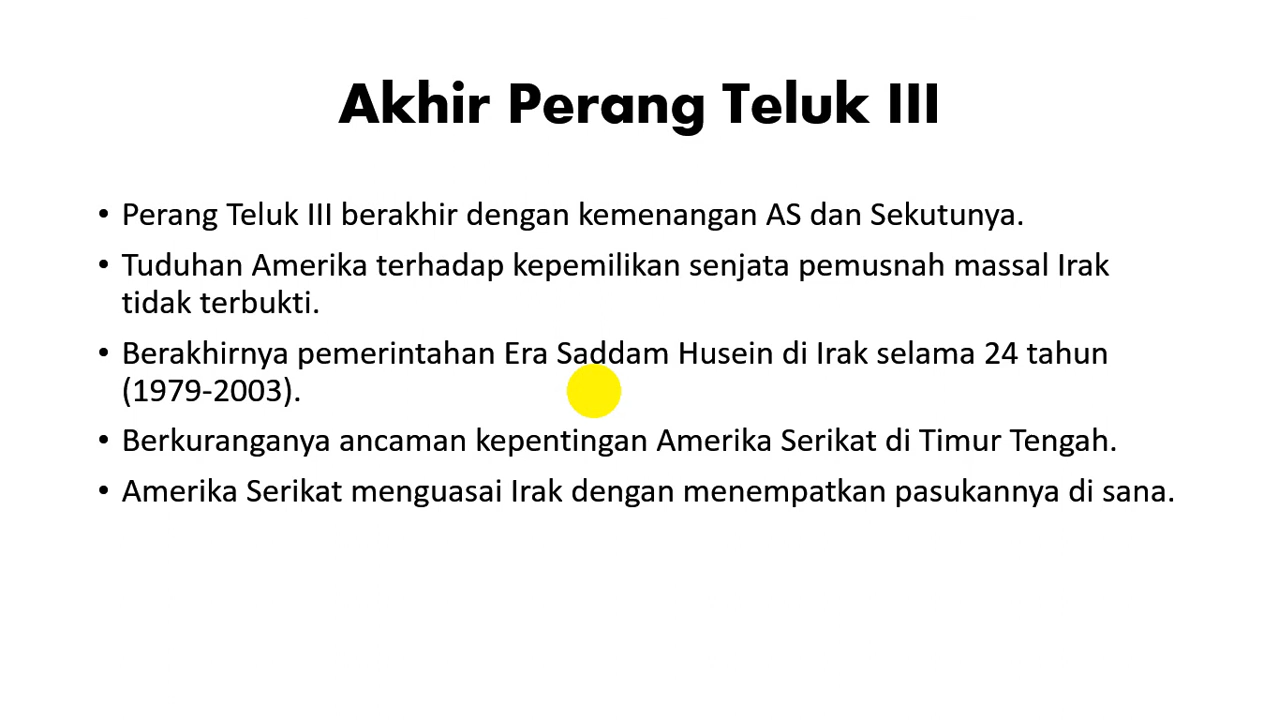 Akhir Perang Teluk III
• Perang Teluk III berakhir dengan kemenangan AS dan Sekutunya.
• Tuduhan Amerika terhadap kepemilikan senjata pemusnah massal Irak
tidak terbukti.
• Berakhirnya pemerintahan Era Saddam Husein di Irak selama 24 tahun
(1979-2003).
• Berkuranganya ancaman kepentingan Amerika Serikat di Timur Tengah.
• Amerika Serikat menguasai Irak dengan menempatkan pasukannya di sana.